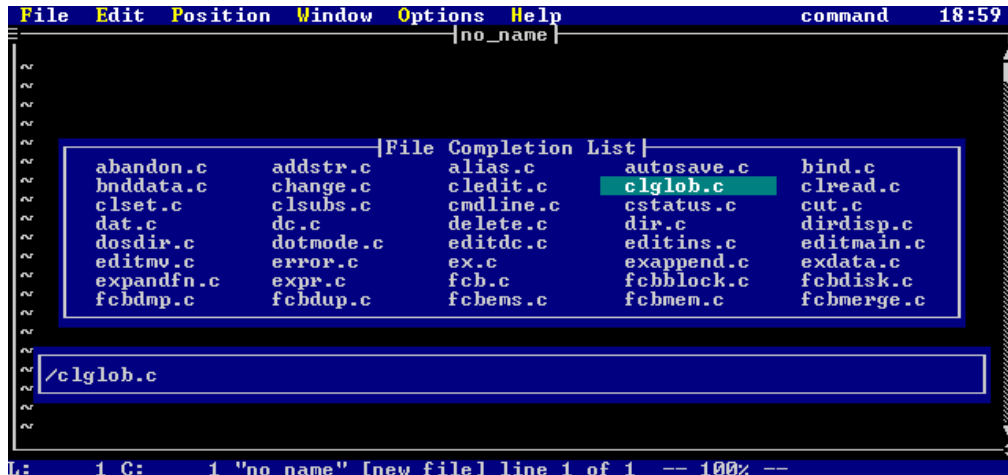 File Edit Position Window Options Help command 18:59
no_name
~
~
~
~
~
File Completion List
~ abandon.c addstr.c alias.c autosave.c bind.c
bnddata.c change.c cledit.c clglob.c clread.c
~ clset.c clsubs.c cmdline.c cstatus.c cut.c
~ dat.c dc.c delete.c dir.c dirdisp.c
~ dosdir.c dotmode.c editdc.c editins.c editmain.c
~ editmv.c error.c ex.c exappend.c exdata.c
~ expandfn.c expr.c fcb.c fcbblock.c fcbdisk.c
~ fcbdmp.c fcbdup.c fcbems.c fcbmem.c fcbmerge.c
~
~
~
~ /clglob.c
~
~
~
L: 1 C: 1 "no name" [new file] line 1 of 1 -- 100% --